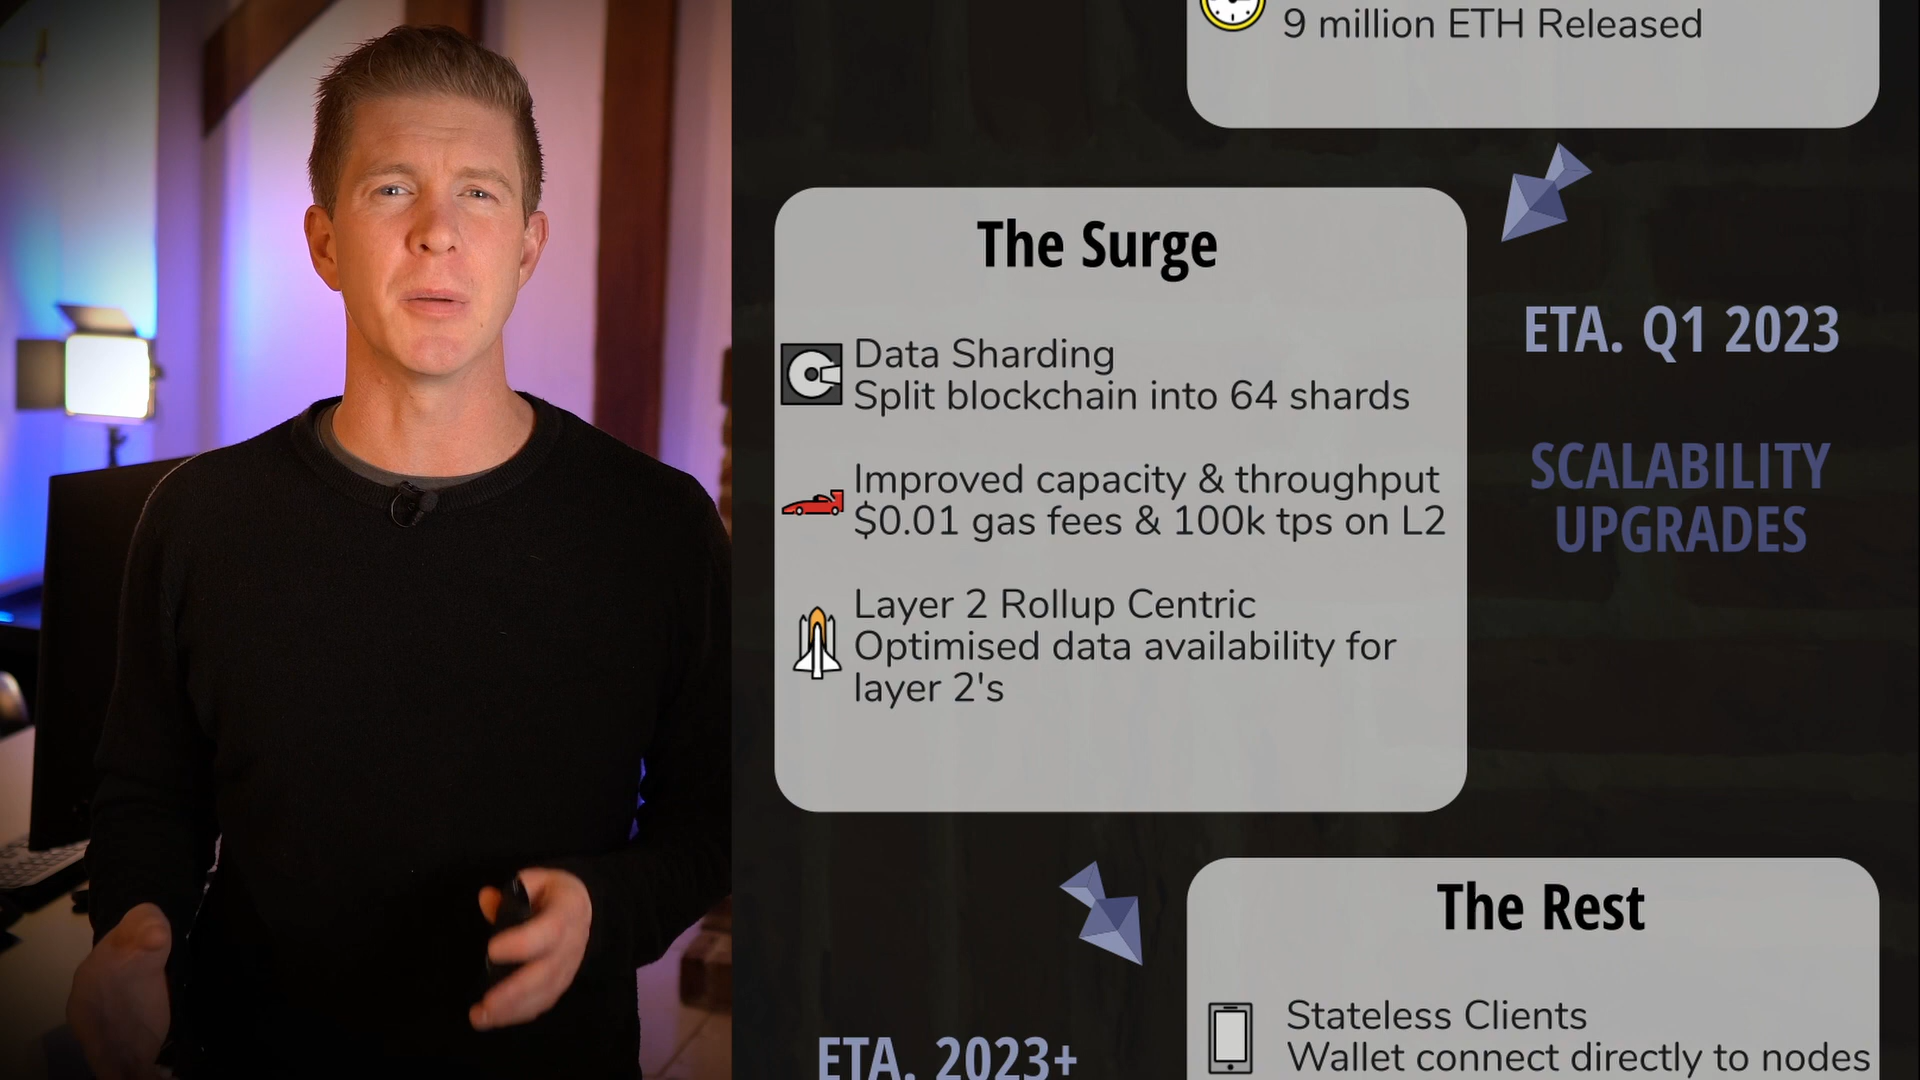 9 million ETH Released
The Surge
Data Sharding
Split blockchain into 64 shards
Improved capacity & throughput
$0.01 gas fees & 100k tps on L2
Layer 2 Rollup Centric
Optimised data availability for
layer 2's
ETA. Q1 2023
SCALABILITY
UPGRADES
The Rest
Stateless Clients
Wallet connect directly to nodes
ETA. 2023+